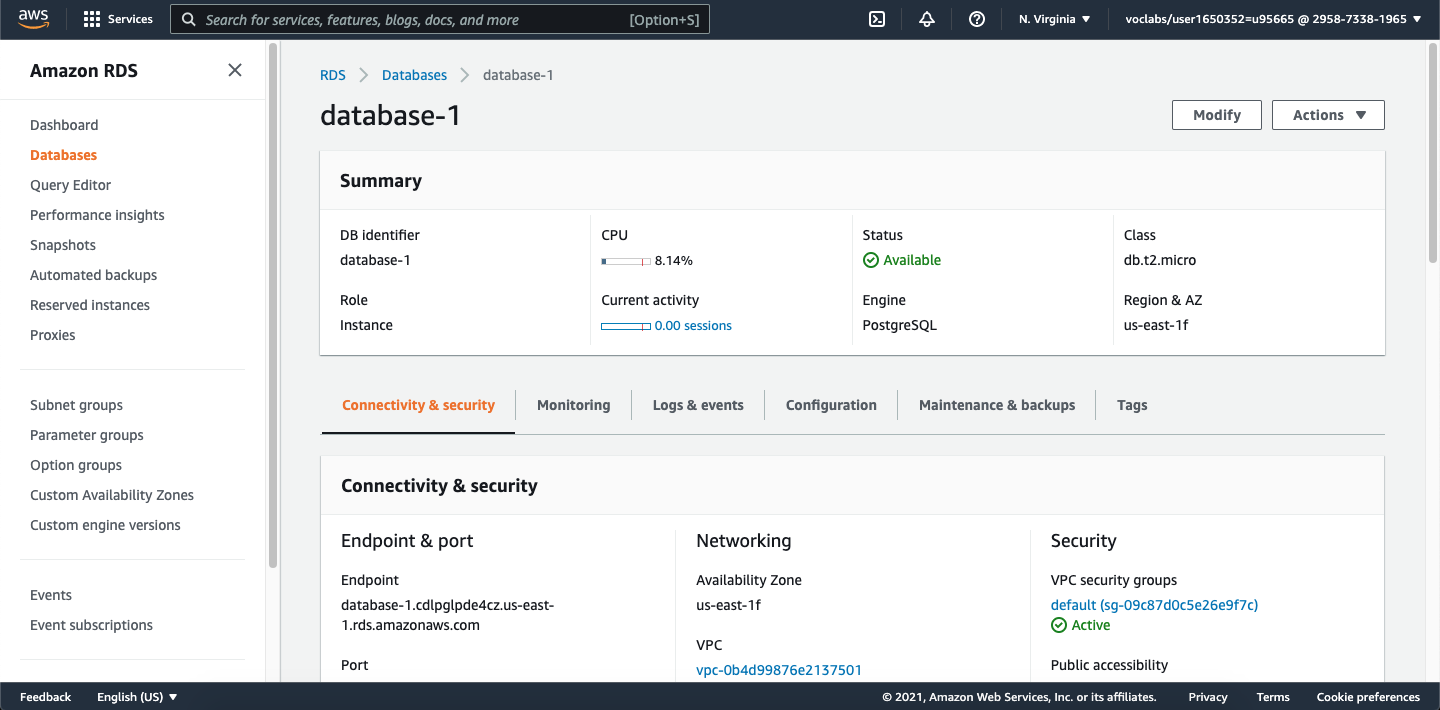 aws
Services
Search for services, features, blogs, docs, and more
[Option+S]
N. Virginia
voclabs/user1650352=u95665 @ 2958-7338-1965
Amazon RDS
Dashboard
Databases
Query Editor
Performance insights
Snapshots
Automated backups
Reserved instances
Proxies
Subnet groups
Parameter groups
Option groups
Custom Availability Zones
Custom engine versions
Events
Event subscriptions
RDS
Databases
database-1
database-1
Modify
Actions
Summary
DB identifier
database-1
CPU
8.14%
Status
Available
Class
db.t2.micro
Role
Instance
Current activity
0.00 sessions
Engine
PostgreSQL
Region & AZ
us-east-1f
Connectivity & security
Monitoring
Logs & events
Configuration
Maintenance & backups
Tags
Connectivity & security
Endpoint & port
Endpoint
database-1.cdlpglpde4cz.us-east-
1.rds.amazonaws.com
Port
Networking
Availability Zone
us-east-1f
VPC
vpc-0b4d99876e2137501
Security
VPC security groups
default (sg-09c87d0c5e26e9f7c)
Active
Public accessibility
Feedback
English (US)
© 2021, Amazon Web Services, Inc. or its affiliates.
Privacy
Terms
Cookie preferences